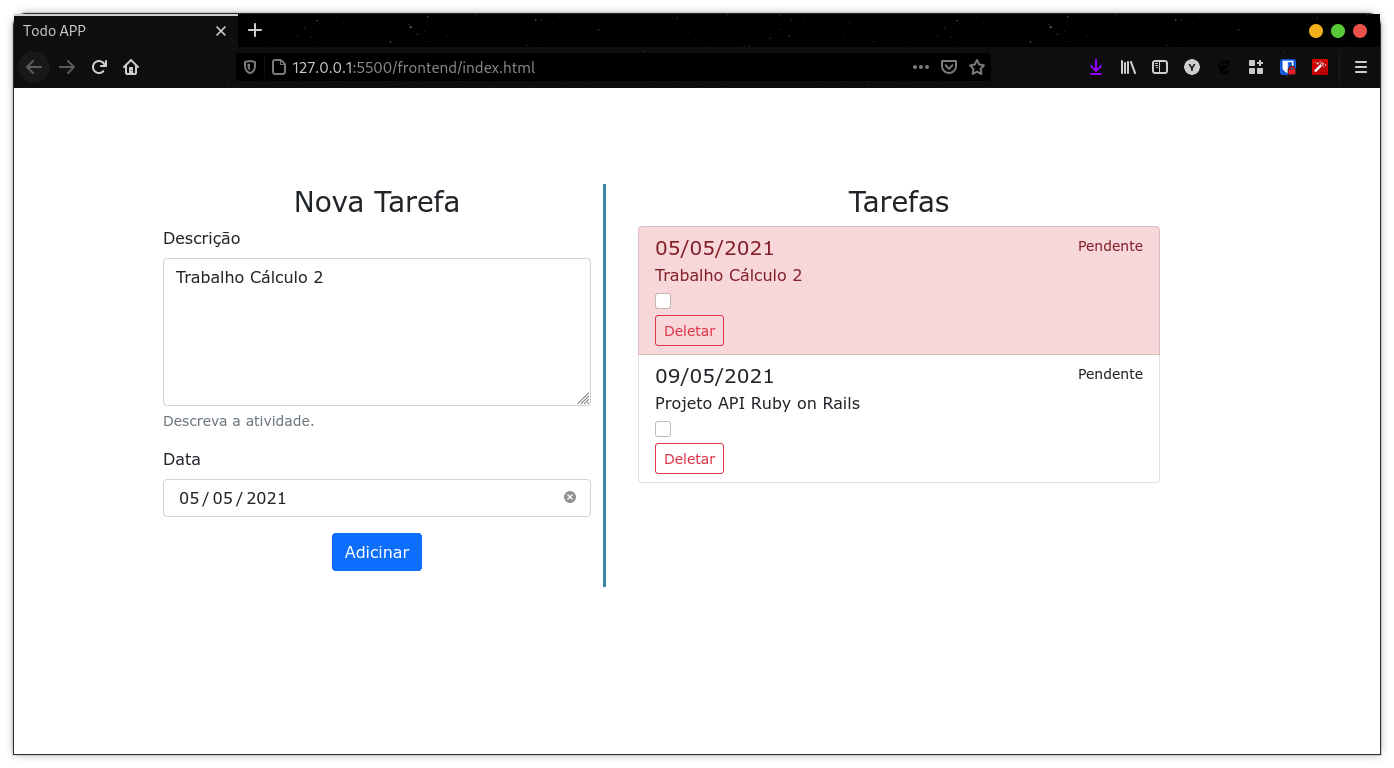 Todo APP
127.0.0.1:5500/frontend/index.html
Y
Nova Tarefa
Descrição
Trabalho Cálculo 2
Descreva a atividade.
Data
05/05/2021
Adicinar
Tarefas
05/05/2021 Pendente
Trabalho Cálculo 2
Deletar
09/05/2021 Pendente
Projeto API Ruby on Rails
Deletar